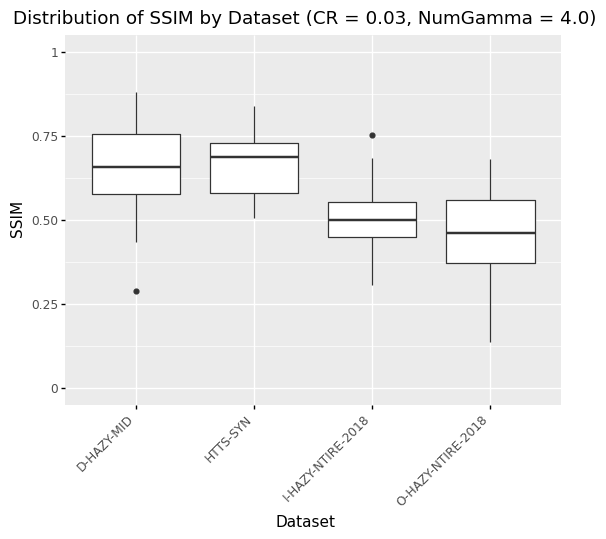 Distribution of SSIM by Dataset (CR = 0.03, NumGamma = 4.0)
SSIM
1
0.75
0.50
0.25
0
D-HAZY-MID
HTTS-SYN
I-HAZY-NTIRE-2018
O-HAZY-NTIRE-2018
Dataset